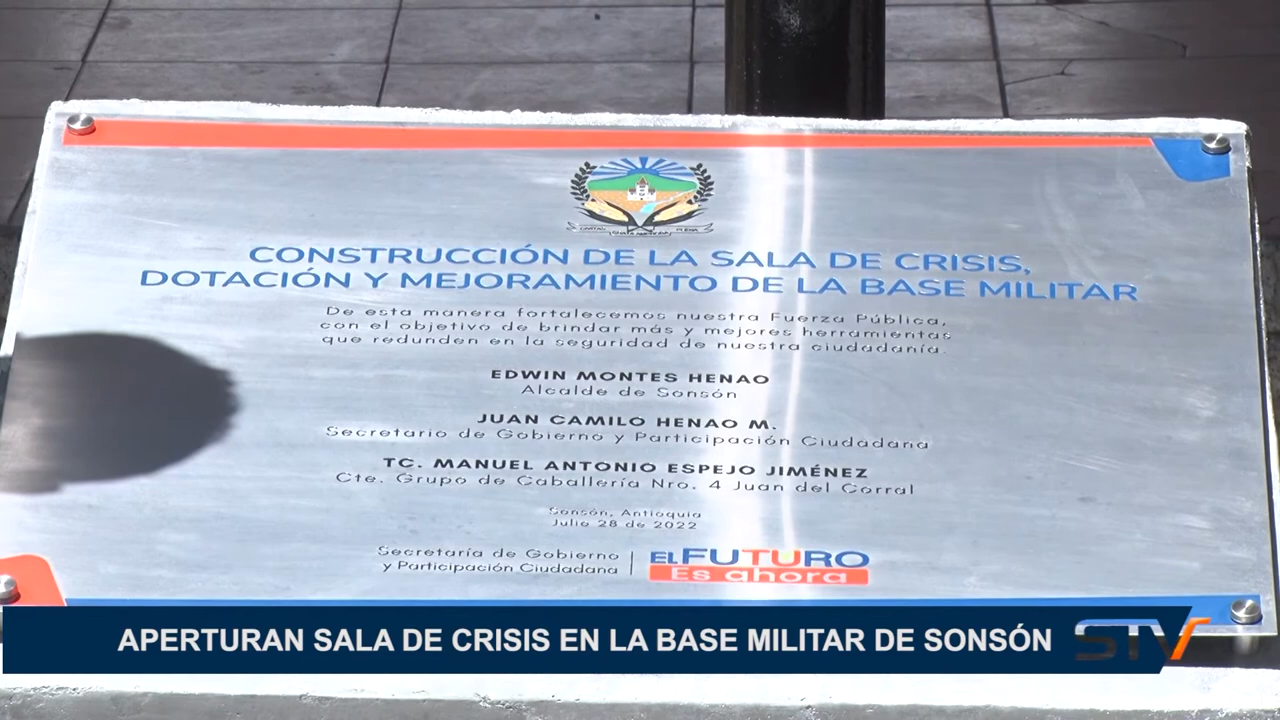 CONSTRUCCIÓN DE LA SALA DE CRISIS,
DOTACIÓN Y MEJORAMIENTO DE LA BASE MILITAR
De esta manera fortalecemos nuestra Fuerza Pública,
con el objetivo de brindar más y mejores herramientas
que redunden en la seguridad de nuestra ciudadanía.
EDWIN MONTES HENAO
Alcalde de Sonsón
JUAN CAMILO HENAO M.
Secretario de Gobierno y Participación Ciudadana
TC. MANUEL ANTONIO ESPEJO JIMÉNEZ
Cte. Grupo de Caballería Nro. 4 Juan del Corral
Sonsón, Antioquia
Julio 28 de 2022
Secretaría de Gobierno
y Participación Ciudadana
EL FUTURO
Es ahora
APERTURAN SALA DE CRISIS EN LA BASE MILITAR DE SONSÓN
STV